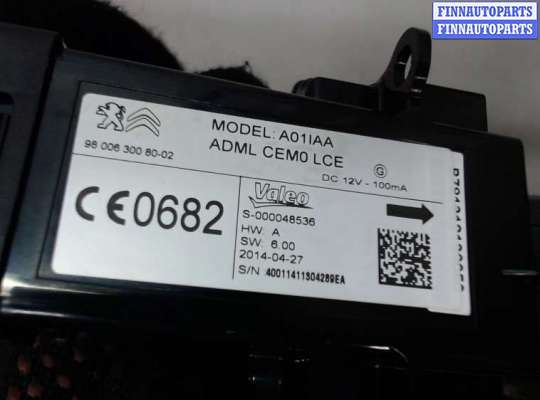 FINNAUTOPARTS
FINNAUTOPARTS
MODEL: A01IAA
ADML CEM0 LCE
98 006 300 80-02
G
DC 12V - 100mA
CE0682
Valeo
S-000048536
HW: A
SW: 6.00
2014-04-27
S/N: 40011411304289EA